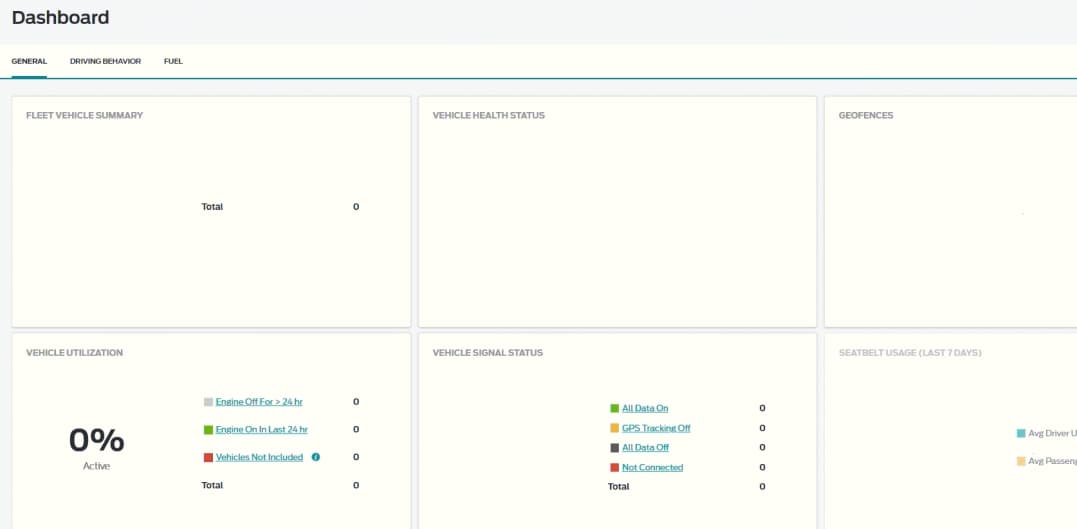 Dashboard
GENERAL DRIVING BEHAVIOR FUEL
FLEET VEHICLE SUMMARY
Total 0
VEHICLE HEALTH STATUS
GEOFENCES
VEHICLE UTILIZATION
0%
Active
Engine Off For > 24 hr 0
Engine On In Last 24 hr 0
Vehicles Not Included 0
Total 0
VEHICLE SIGNAL STATUS
All Data On 0
GPS Tracking Off 0
All Data Off 0
Not Connected 0
Total 0
SEATBELT USAGE (LAST 7 DAYS)
Avg Driver U
Avg Passeng